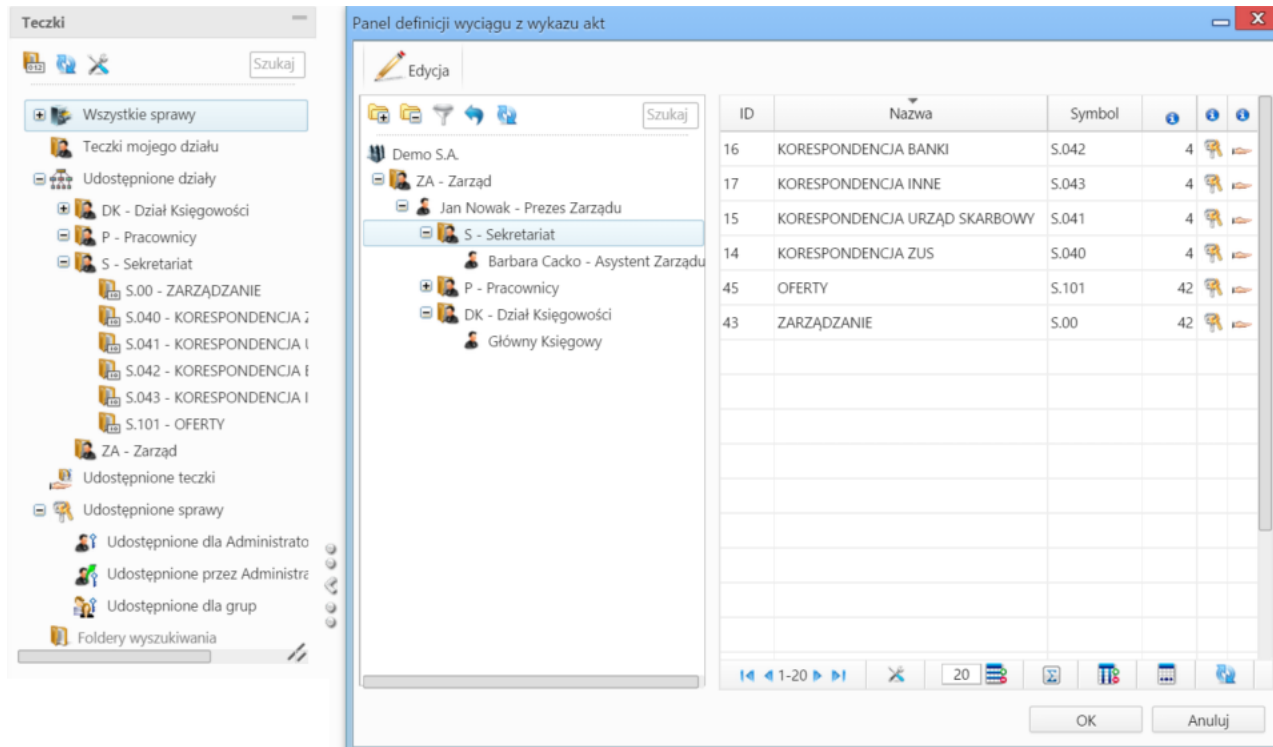 Teczki
Szukaj
Wszystkie sprawy
Teczki mojego działu
Udostępnione działy
DK - Dział Księgowości
P - Pracownicy
S - Sekretariat
S.00 - ZARZĄDZANIE
S.040 - KORESPONDENCJA
S.041 - KORESPONDENCJA
S.042 - KORESPONDENCJA
S.043 - KORESPONDENCJA
S.101 - OFERTY
ZA - Zarząd
Udostępnione teczki
Udostępnione sprawy
Udostępnione dla Administrato
Udostępnione przez Administra
Udostępnione dla grup
Foldery wyszukiwania
Panel definicji wyciągu z wykazu akt
Edycja
Szukaj
Demo S.A.
ZA - Zarząd
Jan Nowak - Prezes Zarządu
S - Sekretariat
Barbara Cacko - Asystent Zarządu
P - Pracownicy
DK - Dział Księgowości
Główny Księgowy
ID Nazwa Symbol
16 KORESPONDENCJA BANKI S.042 4
17 KORESPONDENCJA INNE S.043 4
15 KORESPONDENCJA URZĄD SKARBOWY S.041 4
14 KORESPONDENCJA ZUS S.040 4
45 OFERTY S.101 42
43 ZARZĄDZANIE S.00 42
1-20 20
OK Anuluj